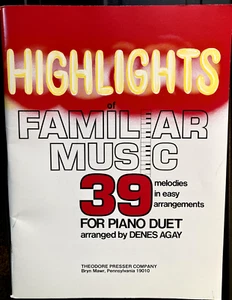 HIGHLIGHTS
of
FAMILIAR
MUSIC
39 melodies
in easy
arrangements
FOR PIANO DUET
arranged by DENES AGAY
THEODORE PRESSER COMPANY
Bryn Mawr, Pennsylvania 19010